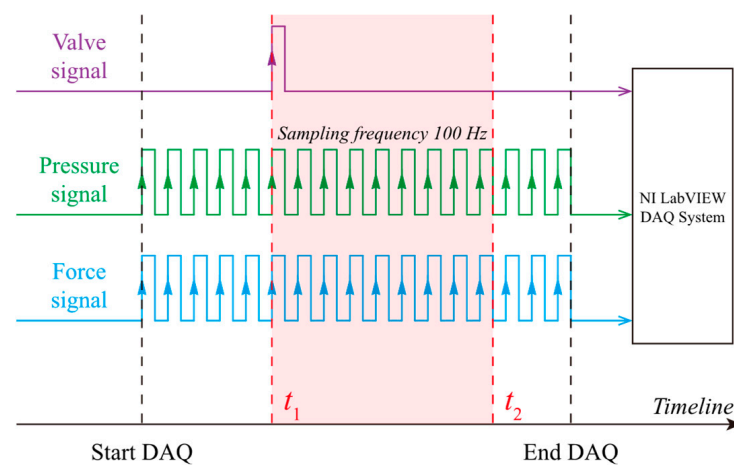 Valve
signal
Sampling frequency 100 Hz
Pressure
signal
NI LabVIEW
DAQ System
Force
signal
t1
t2
Timeline
Start DAQ
End DAQ